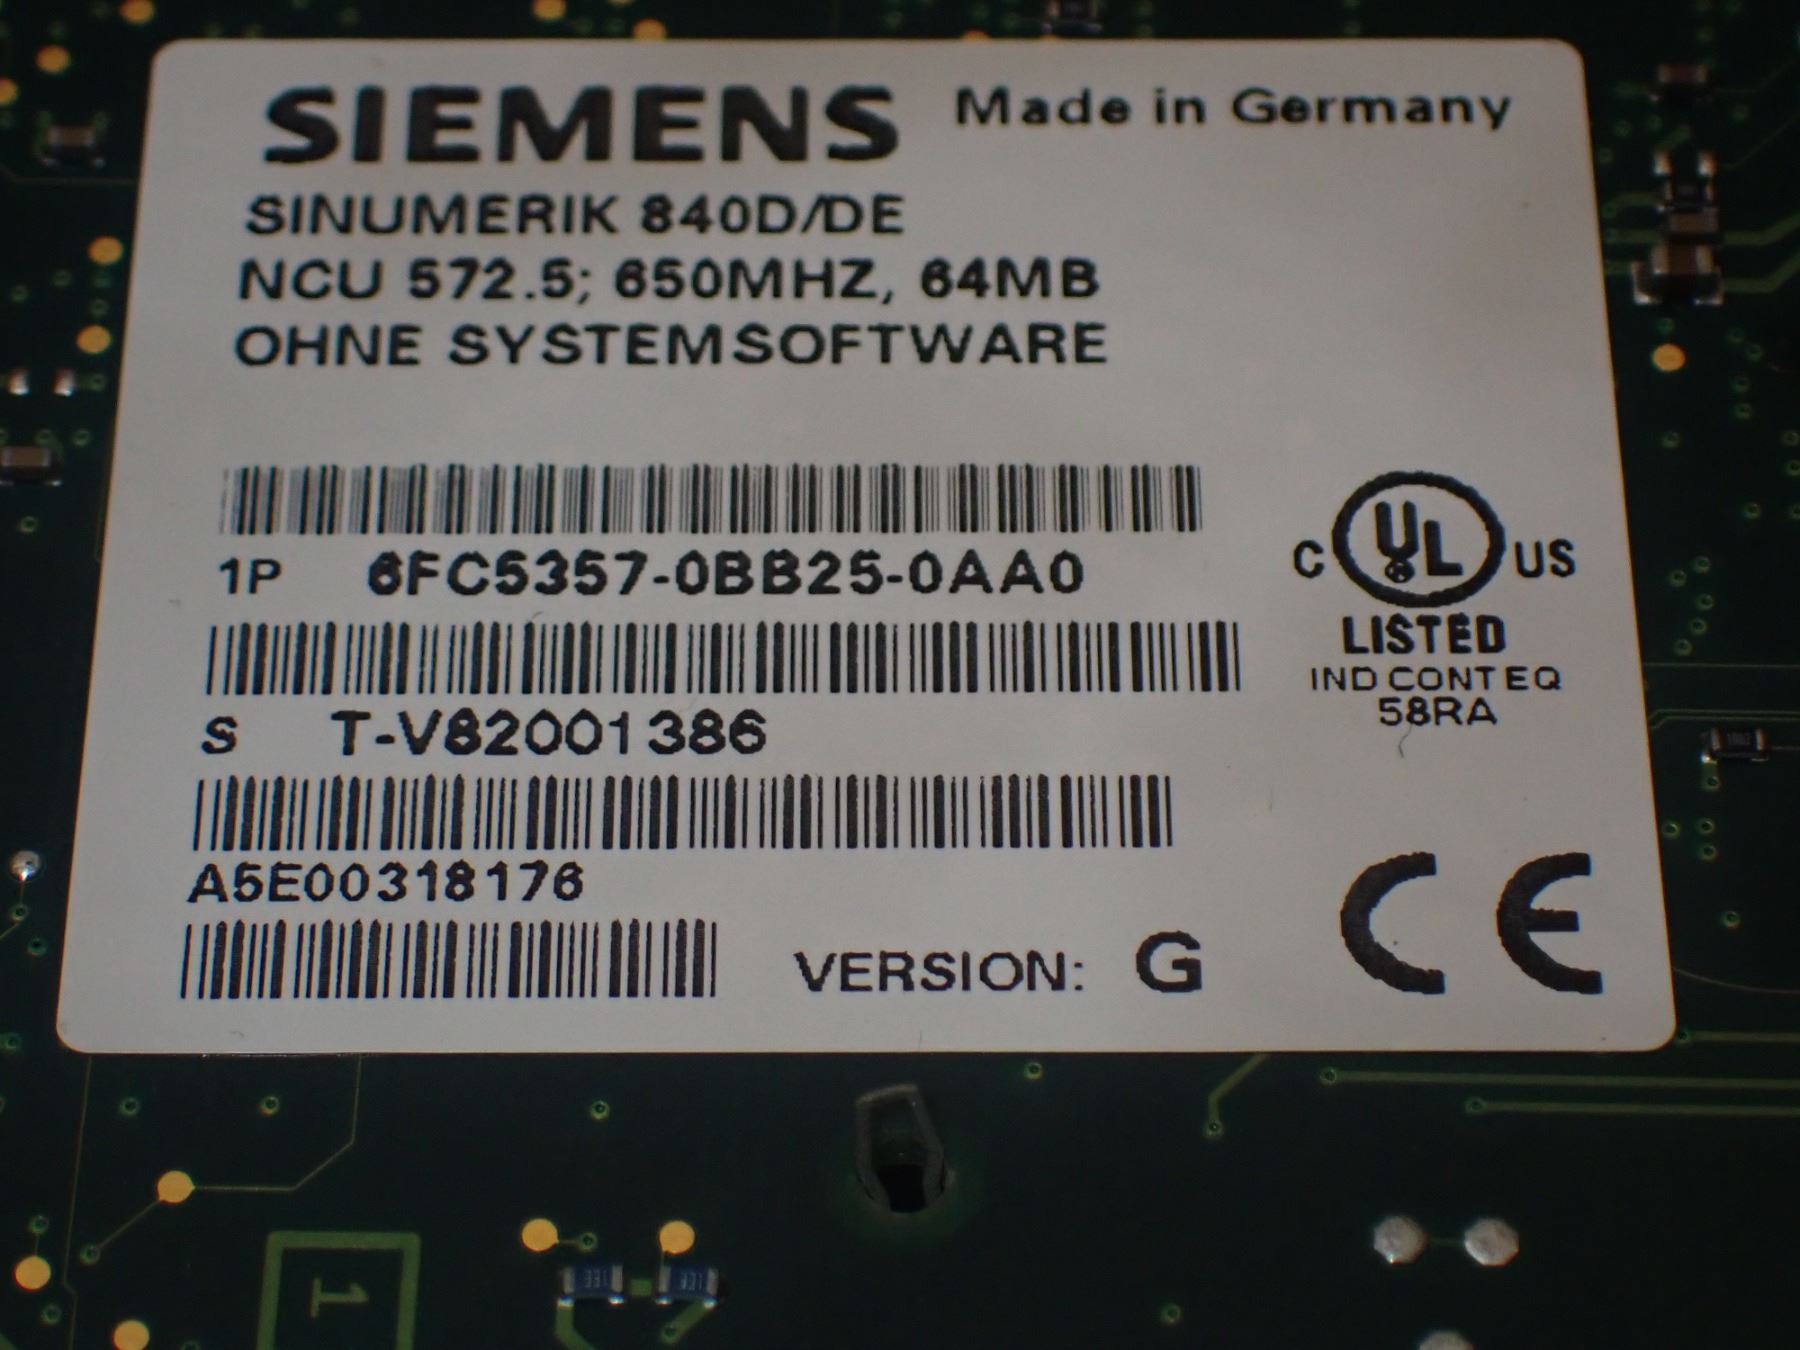 SIEMENS Made in Germany
SINUMERIK 840D/DE
NCU 572.5; 650MHZ, 64MB
OHNE SYSTEMSOFTWARE
1P 6FC5357-0BB25-0AA0
C UL US
LISTED
IND CONT EQ
58RA
S T-V82001386
A5E00318176
VERSION: G
CE
1